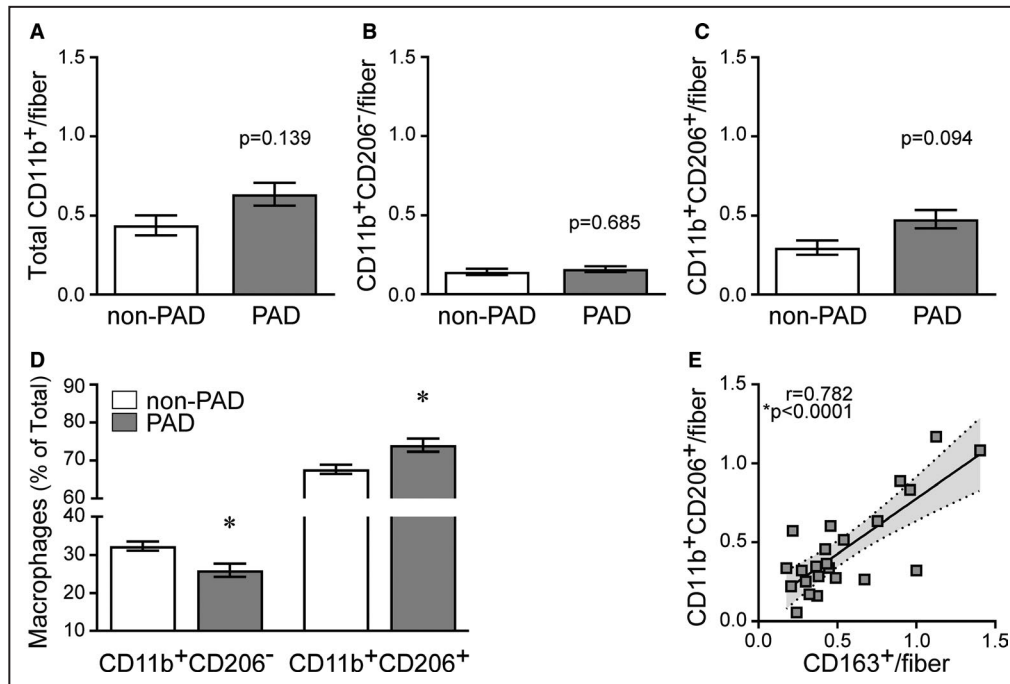 A
Total CD11b⁺/fiber
1.5
1.0
0.5
0.0
p=0.139
non-PAD PAD
B
CD11b⁺CD206⁻/fiber
1.5
1.0
0.5
0.0
p=0.685
non-PAD PAD
C
CD11b⁺CD206⁺/fiber
1.5
1.0
0.5
0.0
p=0.094
non-PAD PAD
D
Macrophages (% of Total)
90
80
70
60
40
30
20
10
non-PAD
PAD
*
*
CD11b⁺CD206⁻ CD11b⁺CD206⁺
E
CD11b⁺CD206⁺/fiber
1.5
1.0
0.5
0.0
r=0.782
*p<0.0001
0.0 0.5 1.0 1.5
CD163⁺/fiber